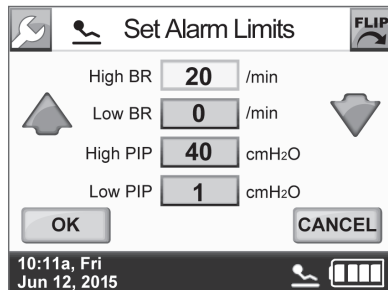 Set Alarm Limits
FLIP
High BR 20 /min
Low BR 0 /min
High PIP 40 cmH2O
Low PIP 1 cmH2O
OK CANCEL
10:11a, Fri
Jun 12, 2015